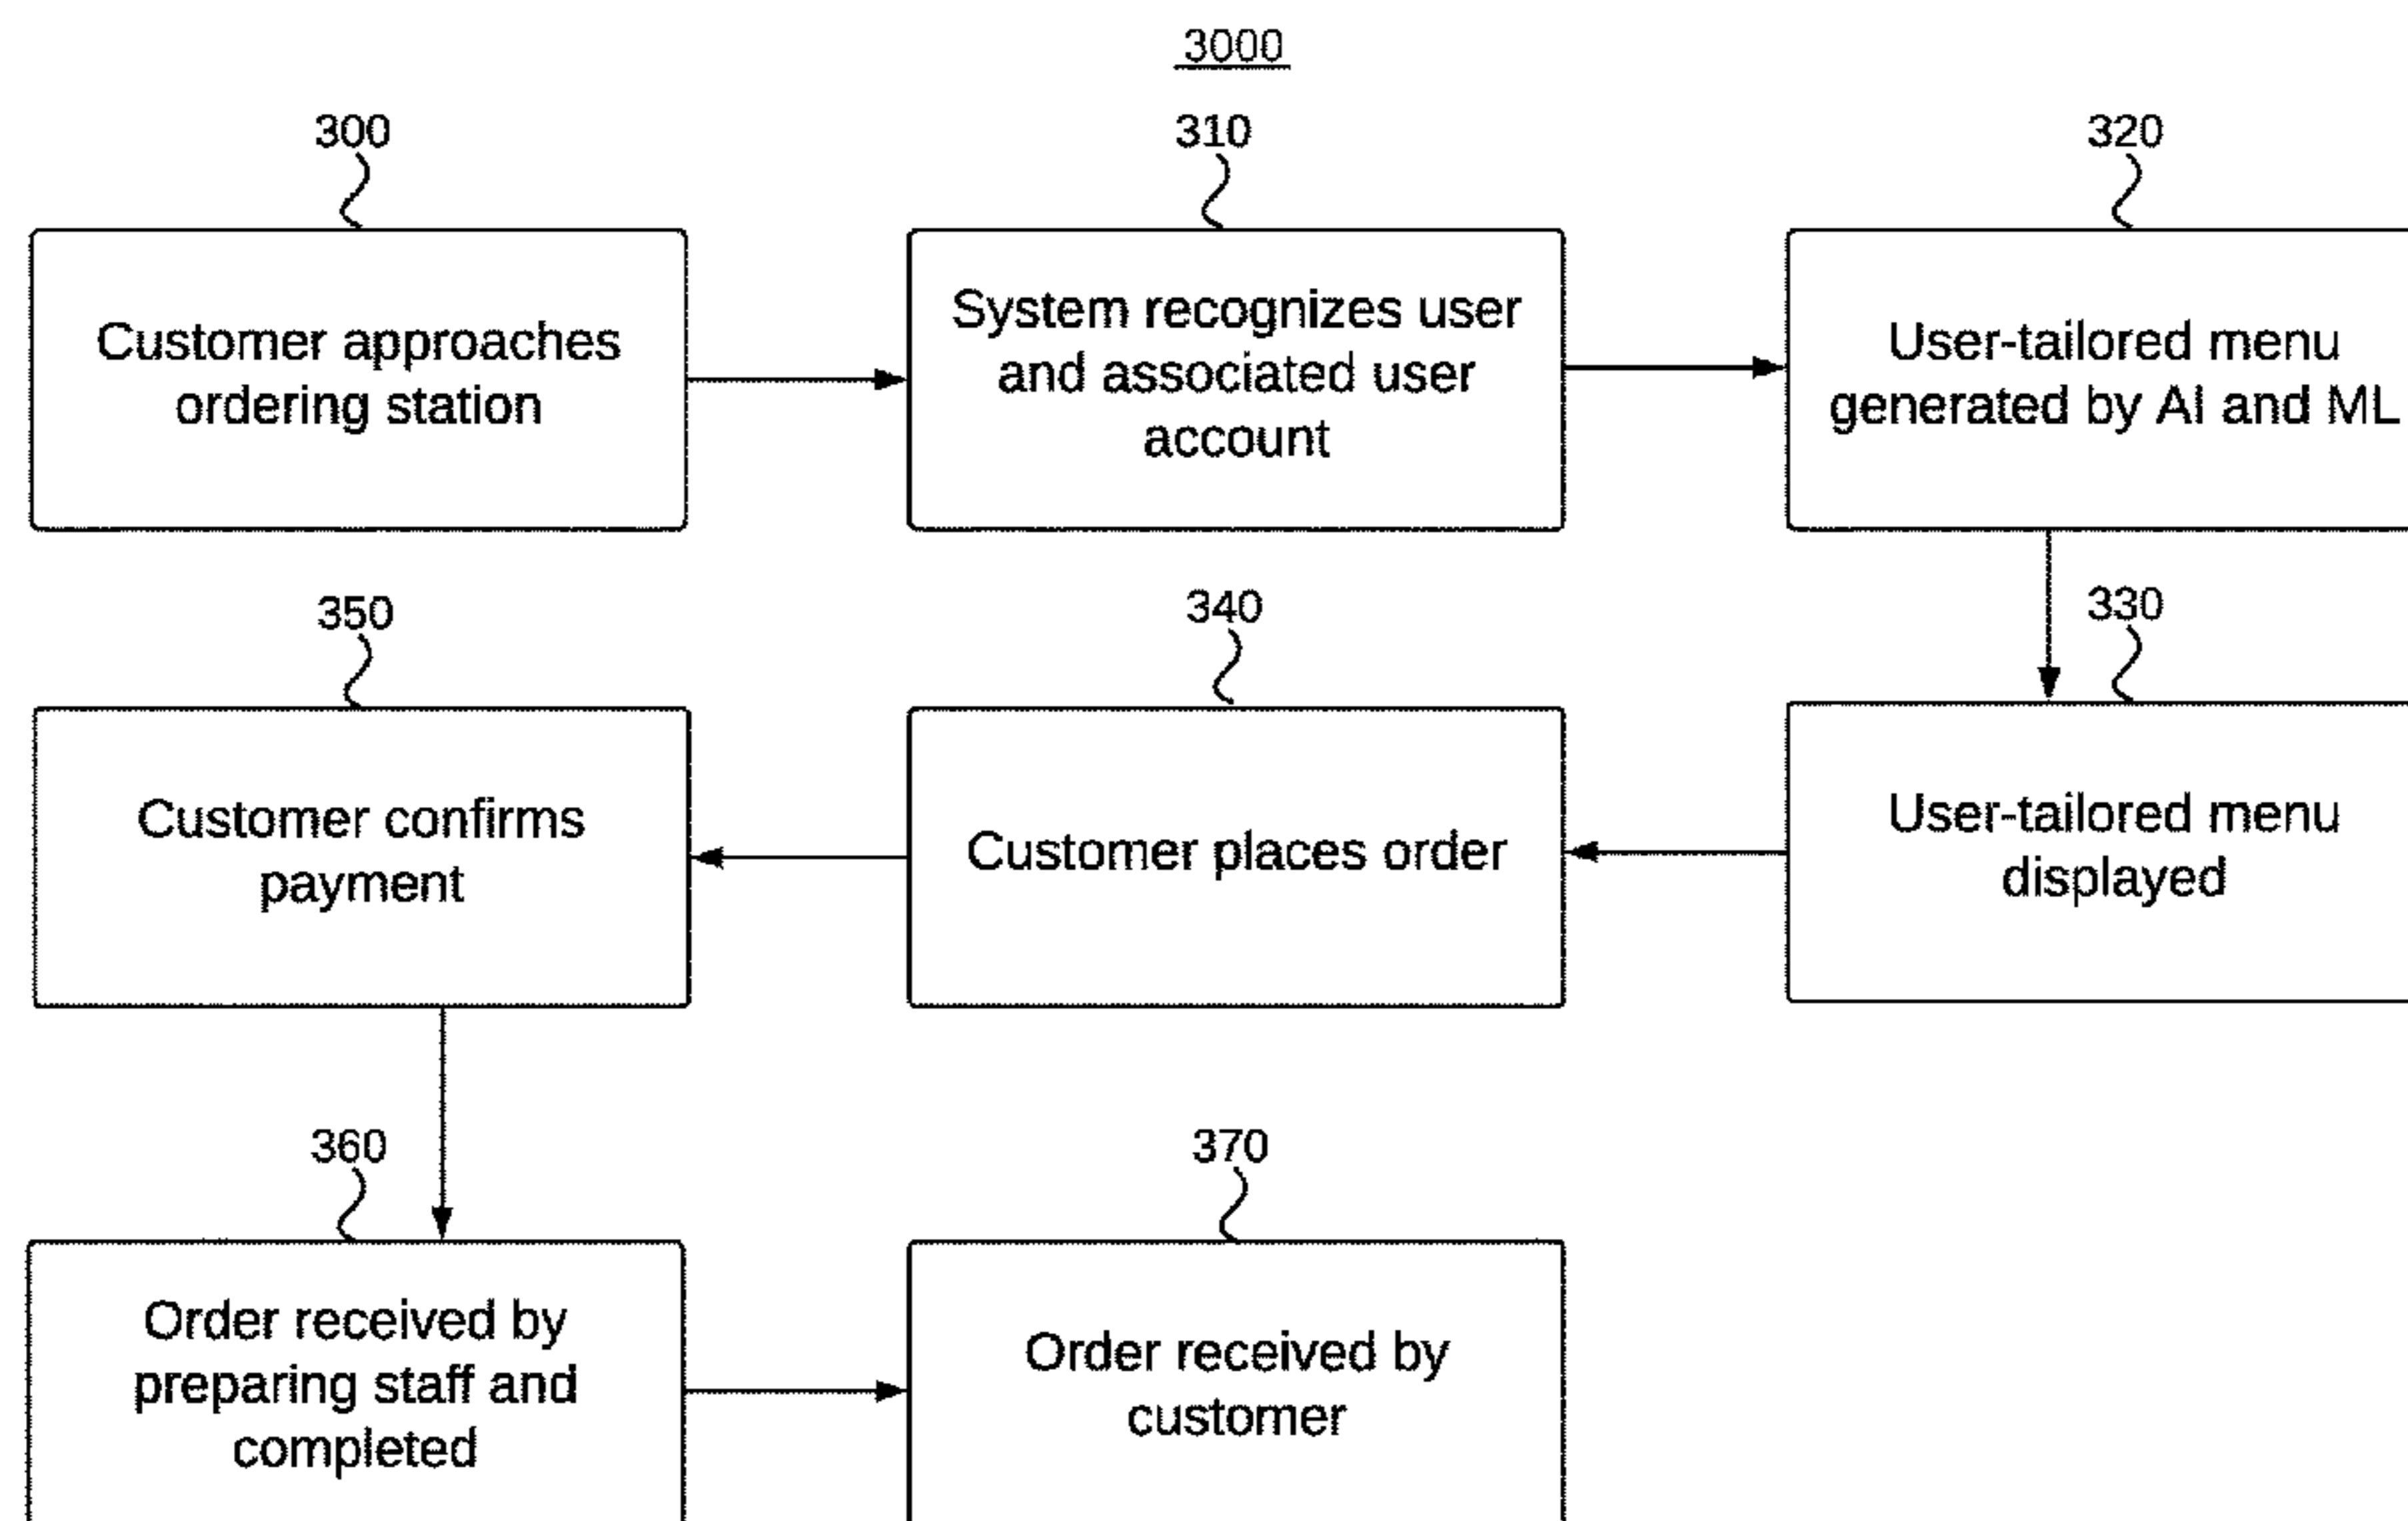 3000
300
310
320
Customer approaches
ordering station
System recognizes user
and associated user
account
User-tailored menu
generated by AI and ML
350
340
330
Customer confirms
payment
Customer places order
User-tailored menu
displayed
360
370
Order received by
preparing staff and
completed
Order received by
customer